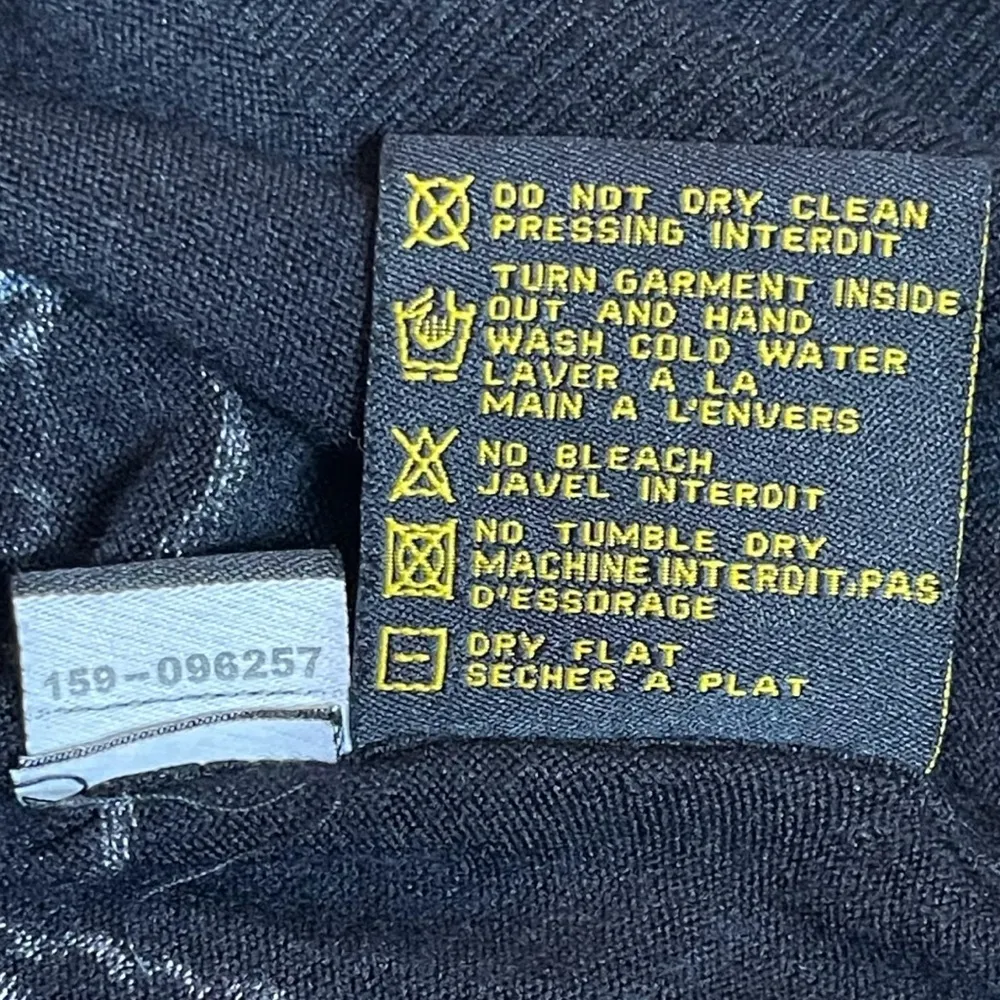 DO NOT DRY CLEAN
PRESSING INTERDIT
TURN GARMENT INSIDE
OUT AND HAND
WASH COLD WATER
LAVER A LA
MAIN A L'ENVERS
NO BLEACH
JAVEL INTERDIT
NO TUMBLE DRY
MACHINE INTERDIT.PAS
D'ESSORAGE
DRY FLAT
SECHER A PLAT
159-096257